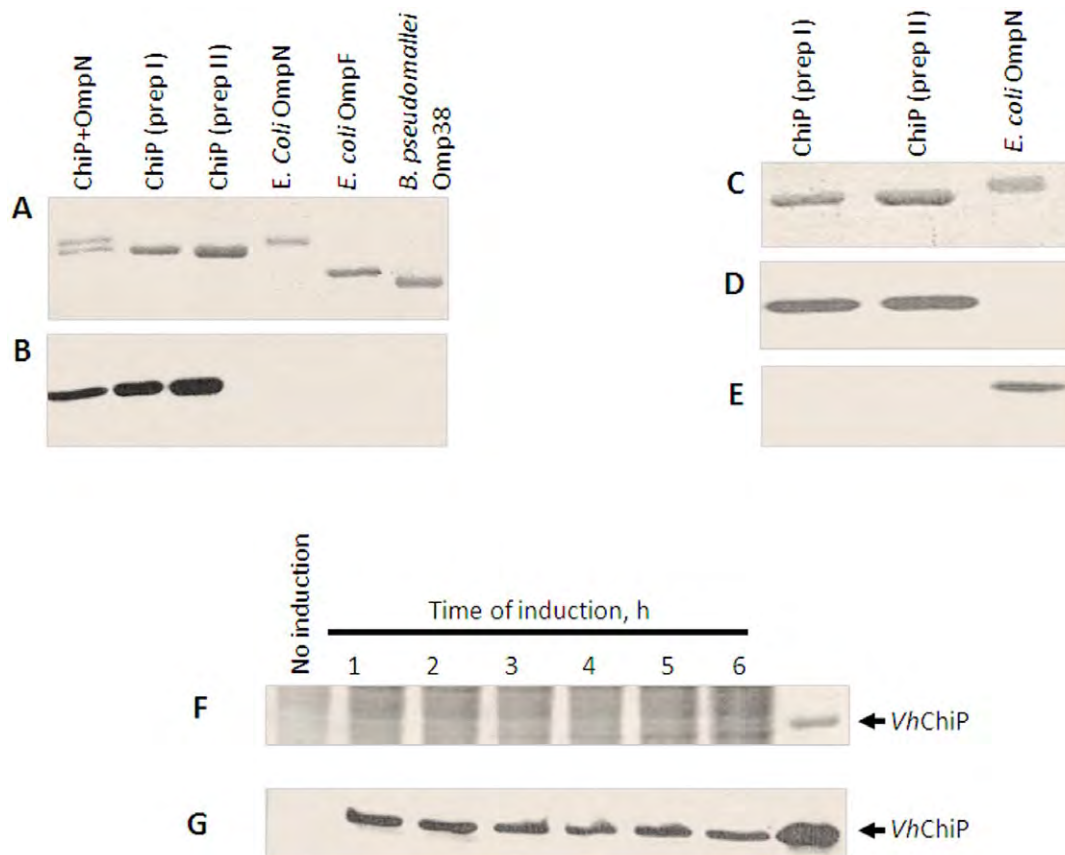 ChiP+OmpN
ChiP (prep I)
ChiP (prep II)
E. Coli OmpN
E. coli OmpF
B. pseudomallei
Omp38
A
B
ChiP (prep I)
ChiP (prep II)
E. coli OmpN
C
D
E
No induction
Time of induction, h
1 2 3 4 5 6
F
VhChiP
G
VhChiP